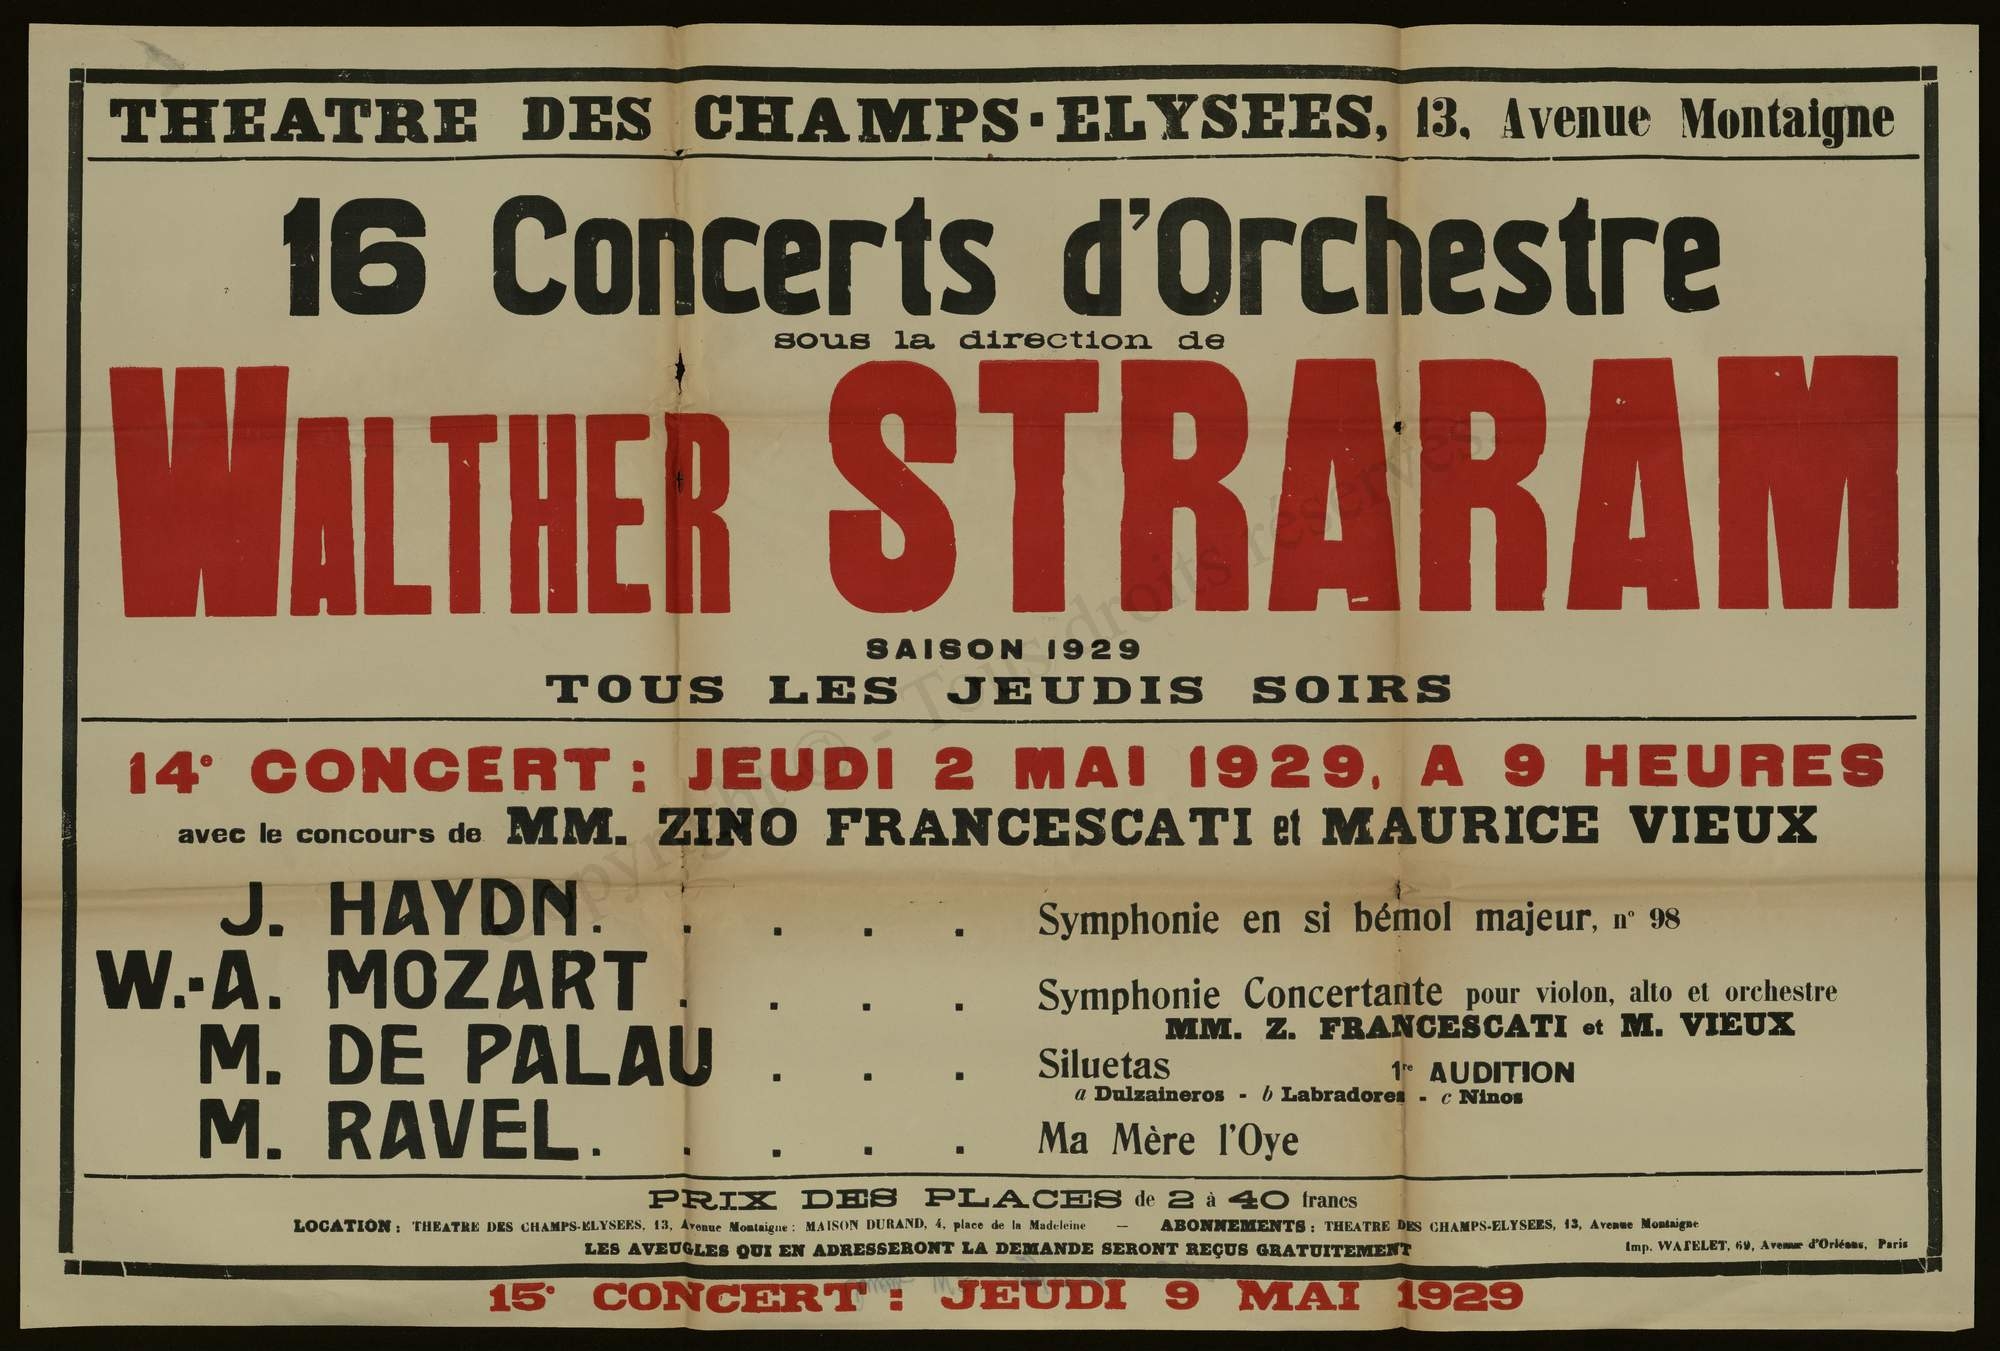 THEATRE DES CHAMPS-ELYSEES, 13, Avenue Montaigne
16 Concerts d'Orchestre
sous la direction de
WALTHER STRARAM
SAISON 1929
TOUS LES JEUDIS SOIRS
14e CONCERT : JEUDI 2 MAI 1929, A 9 HEURES
avec le concours de MM. ZINO FRANCESCATI et MAURICE VIEUX
J. HAYDN. . . . . Symphonie en si bémol majeur, n° 98
W.-A. MOZART . . . . Symphonie Concertante pour violon, alto et orchestre
MM. Z. FRANCESCATI et M. VIEUX
M. DE PALAU . . . Siluetas 1re AUDITION
a Dulzaineros - b Labradores - c Ninos
M. RAVEL. . . . . Ma Mère l'Oye
PRIX DES PLACES de 2 à 40 francs
LOCATION : THEATRE DES CHAMPS-ELYSEES, 13, Avenue Montaigne : MAISON DURAND, 4, place de la Madeleine — ABONNEMENTS : THEATRE DES CHAMPS-ELYSEES, 13, Avenue Montaigne
LES AVEUGLES QUI EN ADRESSERONT LA DEMANDE SERONT REÇUS GRATUITEMENT
Imp. WATELET, 69, Avenue d'Orléans, Paris
15e CONCERT : JEUDI 9 MAI 1929
Copyright © - Tous droits réservés.